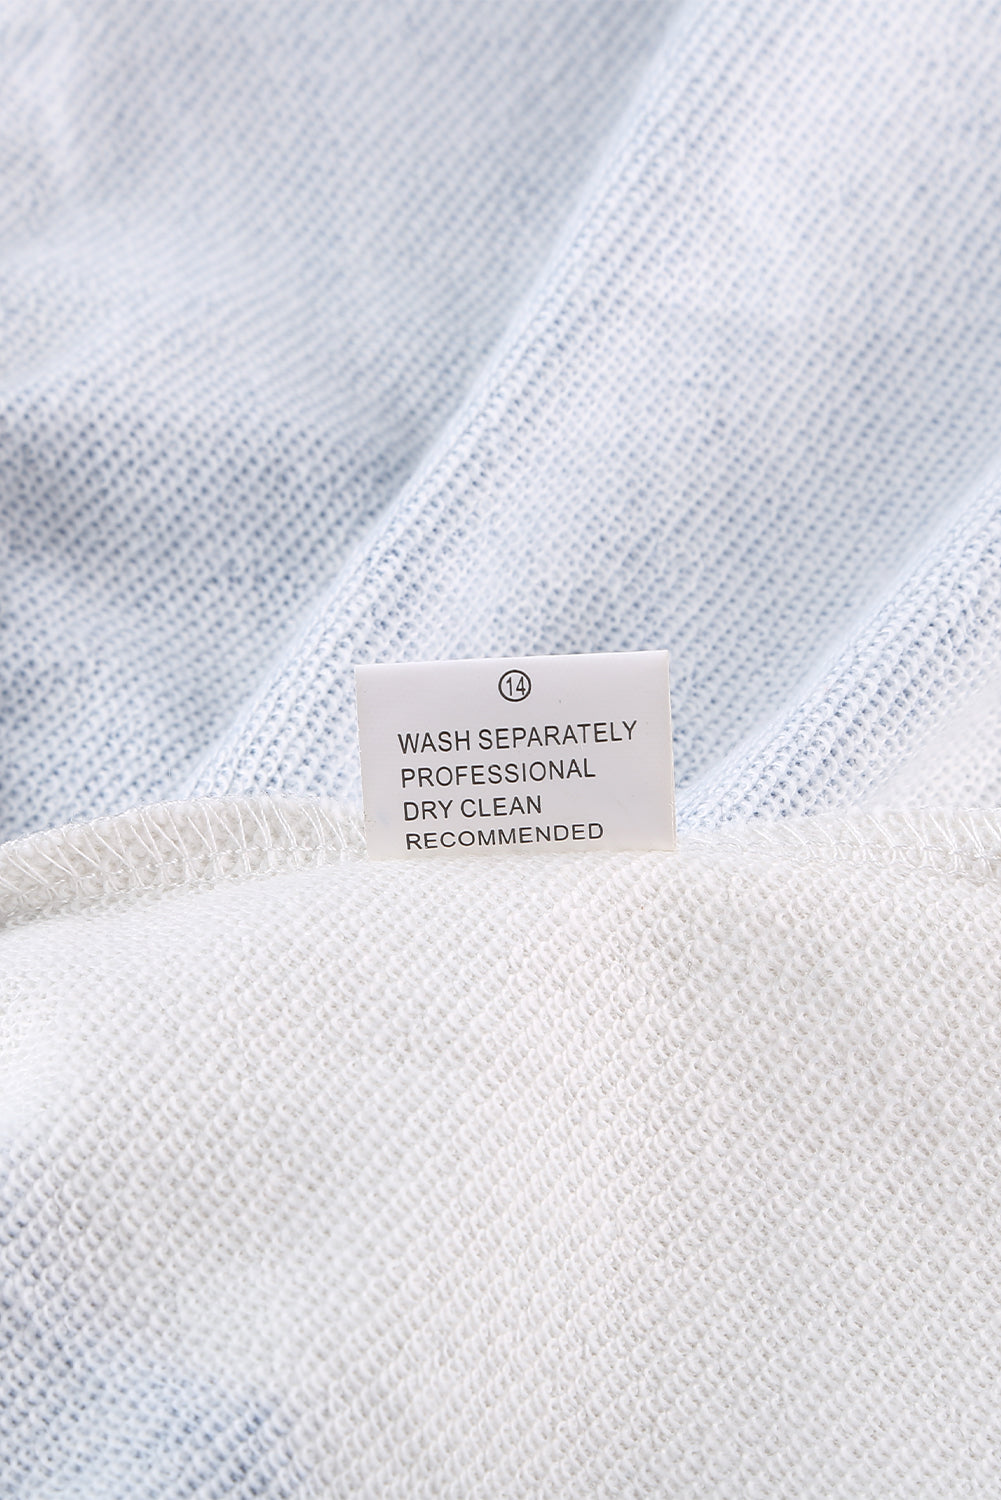 14
WASH SEPARATELY
PROFESSIONAL
DRY CLEAN
RECOMMENDED